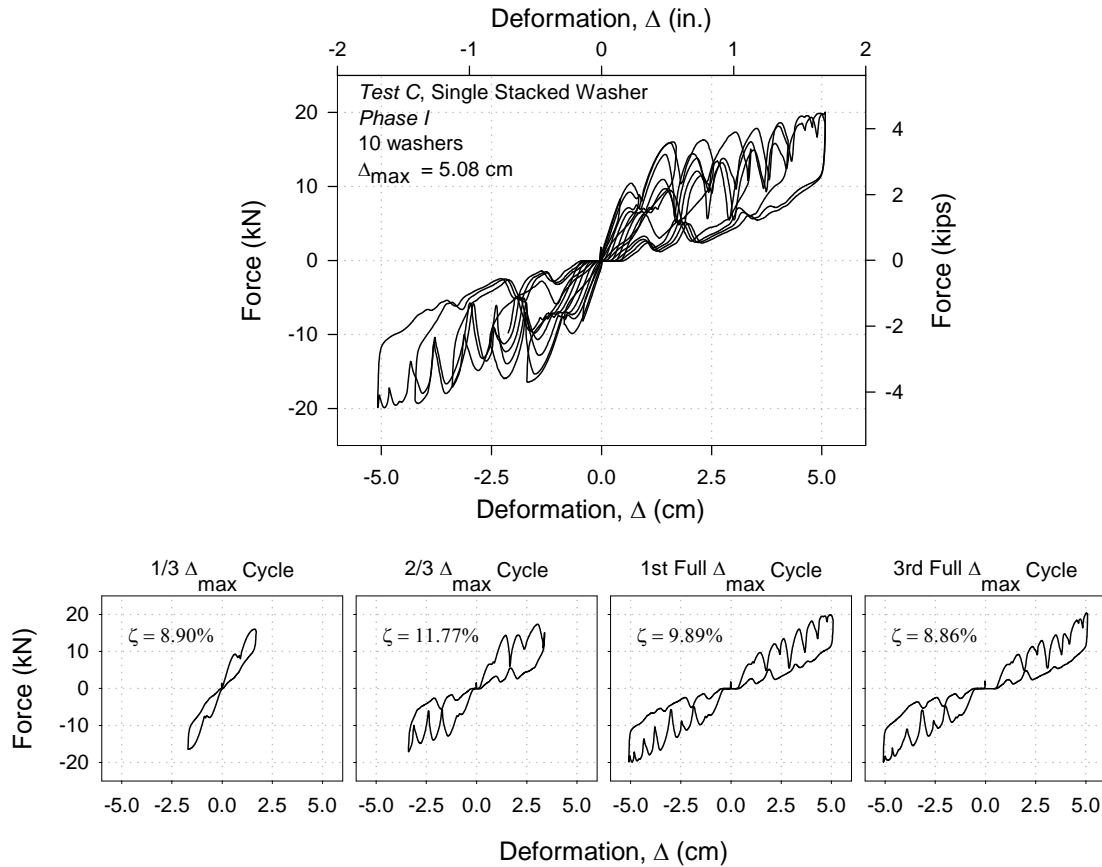 Deformation, Δ (in.)
-2 -1 0 1 2
Test C, Single Stacked Washer
Phase I
10 washers
Δmax = 5.08 cm
Force (kN)
20
10
0
-10
-20
Force (kips)
4
2
0
-2
-4
-5.0 -2.5 0.0 2.5 5.0
Deformation, Δ (cm)
1/3 Δmax Cycle
2/3 Δmax Cycle
1st Full Δmax Cycle
3rd Full Δmax Cycle
Force (kN)
20
10
0
-10
-20
ζ = 8.90%
ζ = 11.77%
ζ = 9.89%
ζ = 8.86%
-5.0 -2.5 0.0 2.5 5.0
-5.0 -2.5 0.0 2.5 5.0
-5.0 -2.5 0.0 2.5 5.0
-5.0 -2.5 0.0 2.5 5.0
Deformation, Δ (cm)